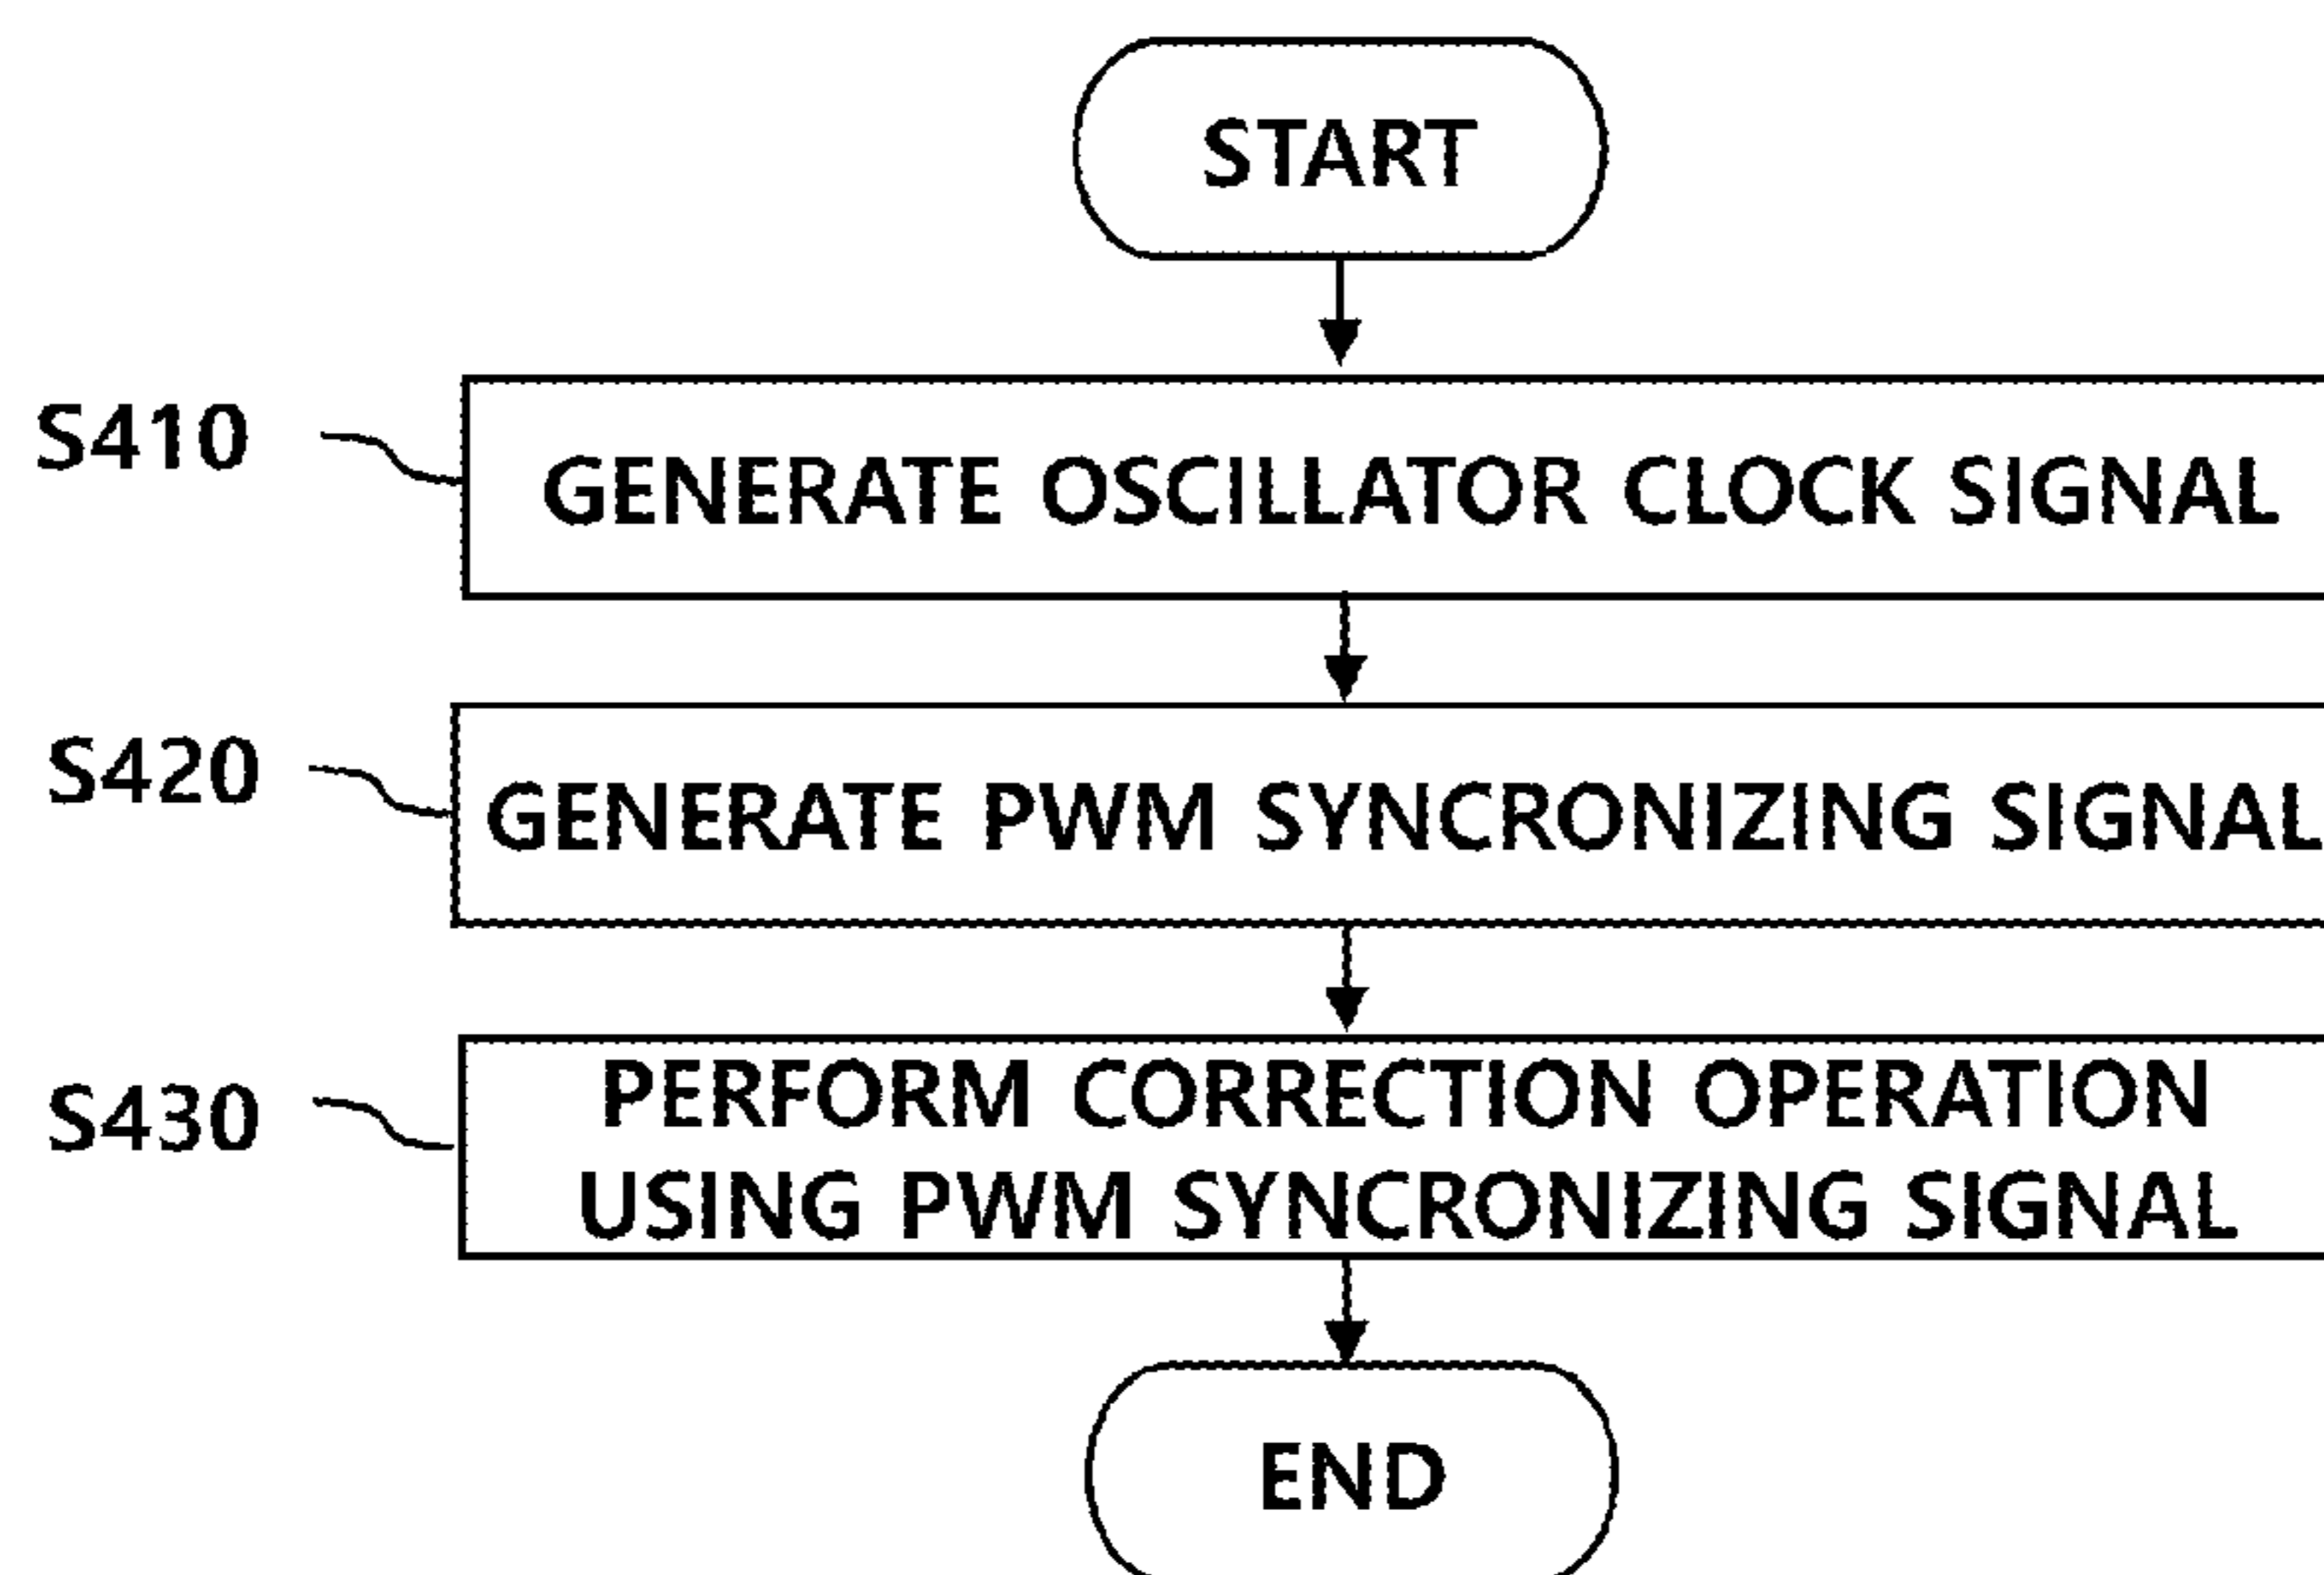 START
S410
GENERATE OSCILLATOR CLOCK SIGNAL
S420
GENERATE PWM SYNCRONIZING SIGNAL
S430
PERFORM CORRECTION OPERATION
USING PWM SYNCRONIZING SIGNAL
END